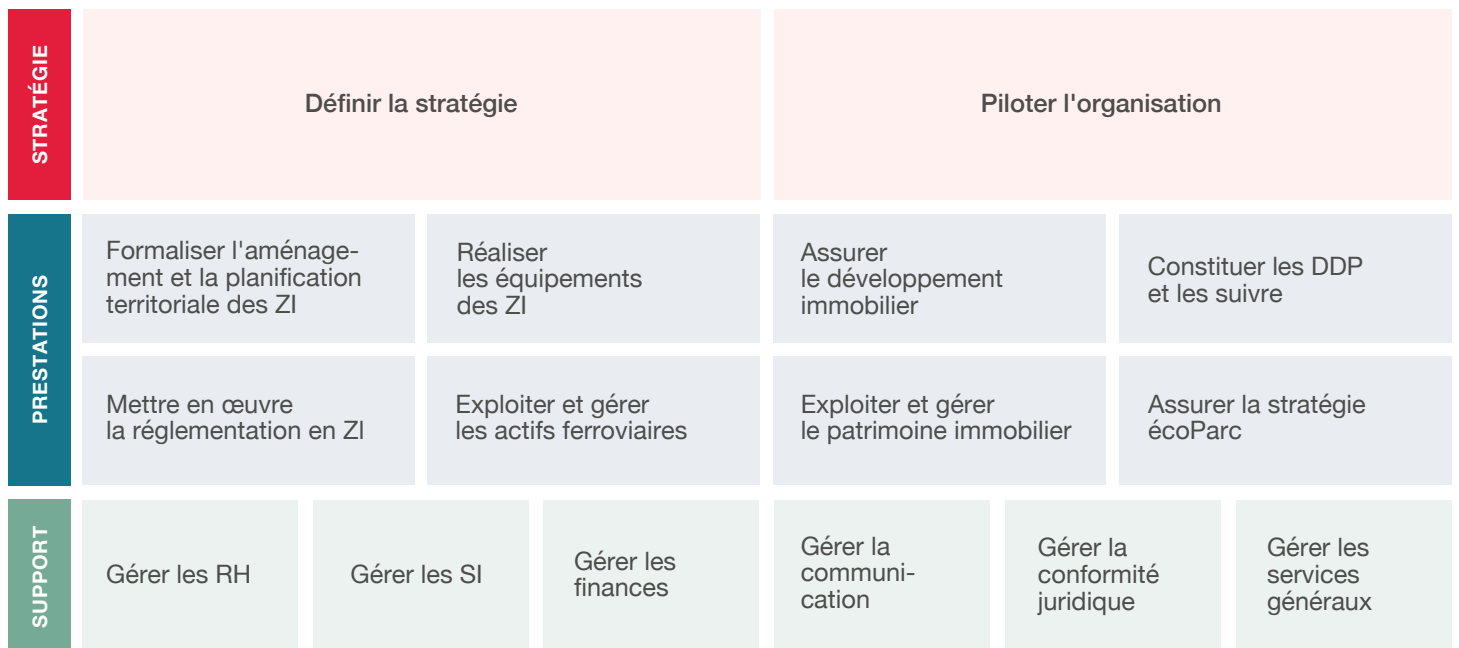 STRATÉGIE
Définir la stratégie
Piloter l'organisation
PRESTATIONS
Formaliser l'aménage-
ment et la planification
territoriale des ZI
Réaliser
les équipements
des ZI
Assurer
le développement
immobilier
Constituer les DDP
et les suivre
Mettre en œuvre
la réglementation en ZI
Exploiter et gérer
les actifs ferroviaires
Exploiter et gérer
le patrimoine immobilier
Assurer la stratégie
écoParc
SUPPORT
Gérer les RH
Gérer les SI
Gérer les
finances
Gérer la
communi-
cation
Gérer la
conformité
juridique
Gérer les
services
généraux